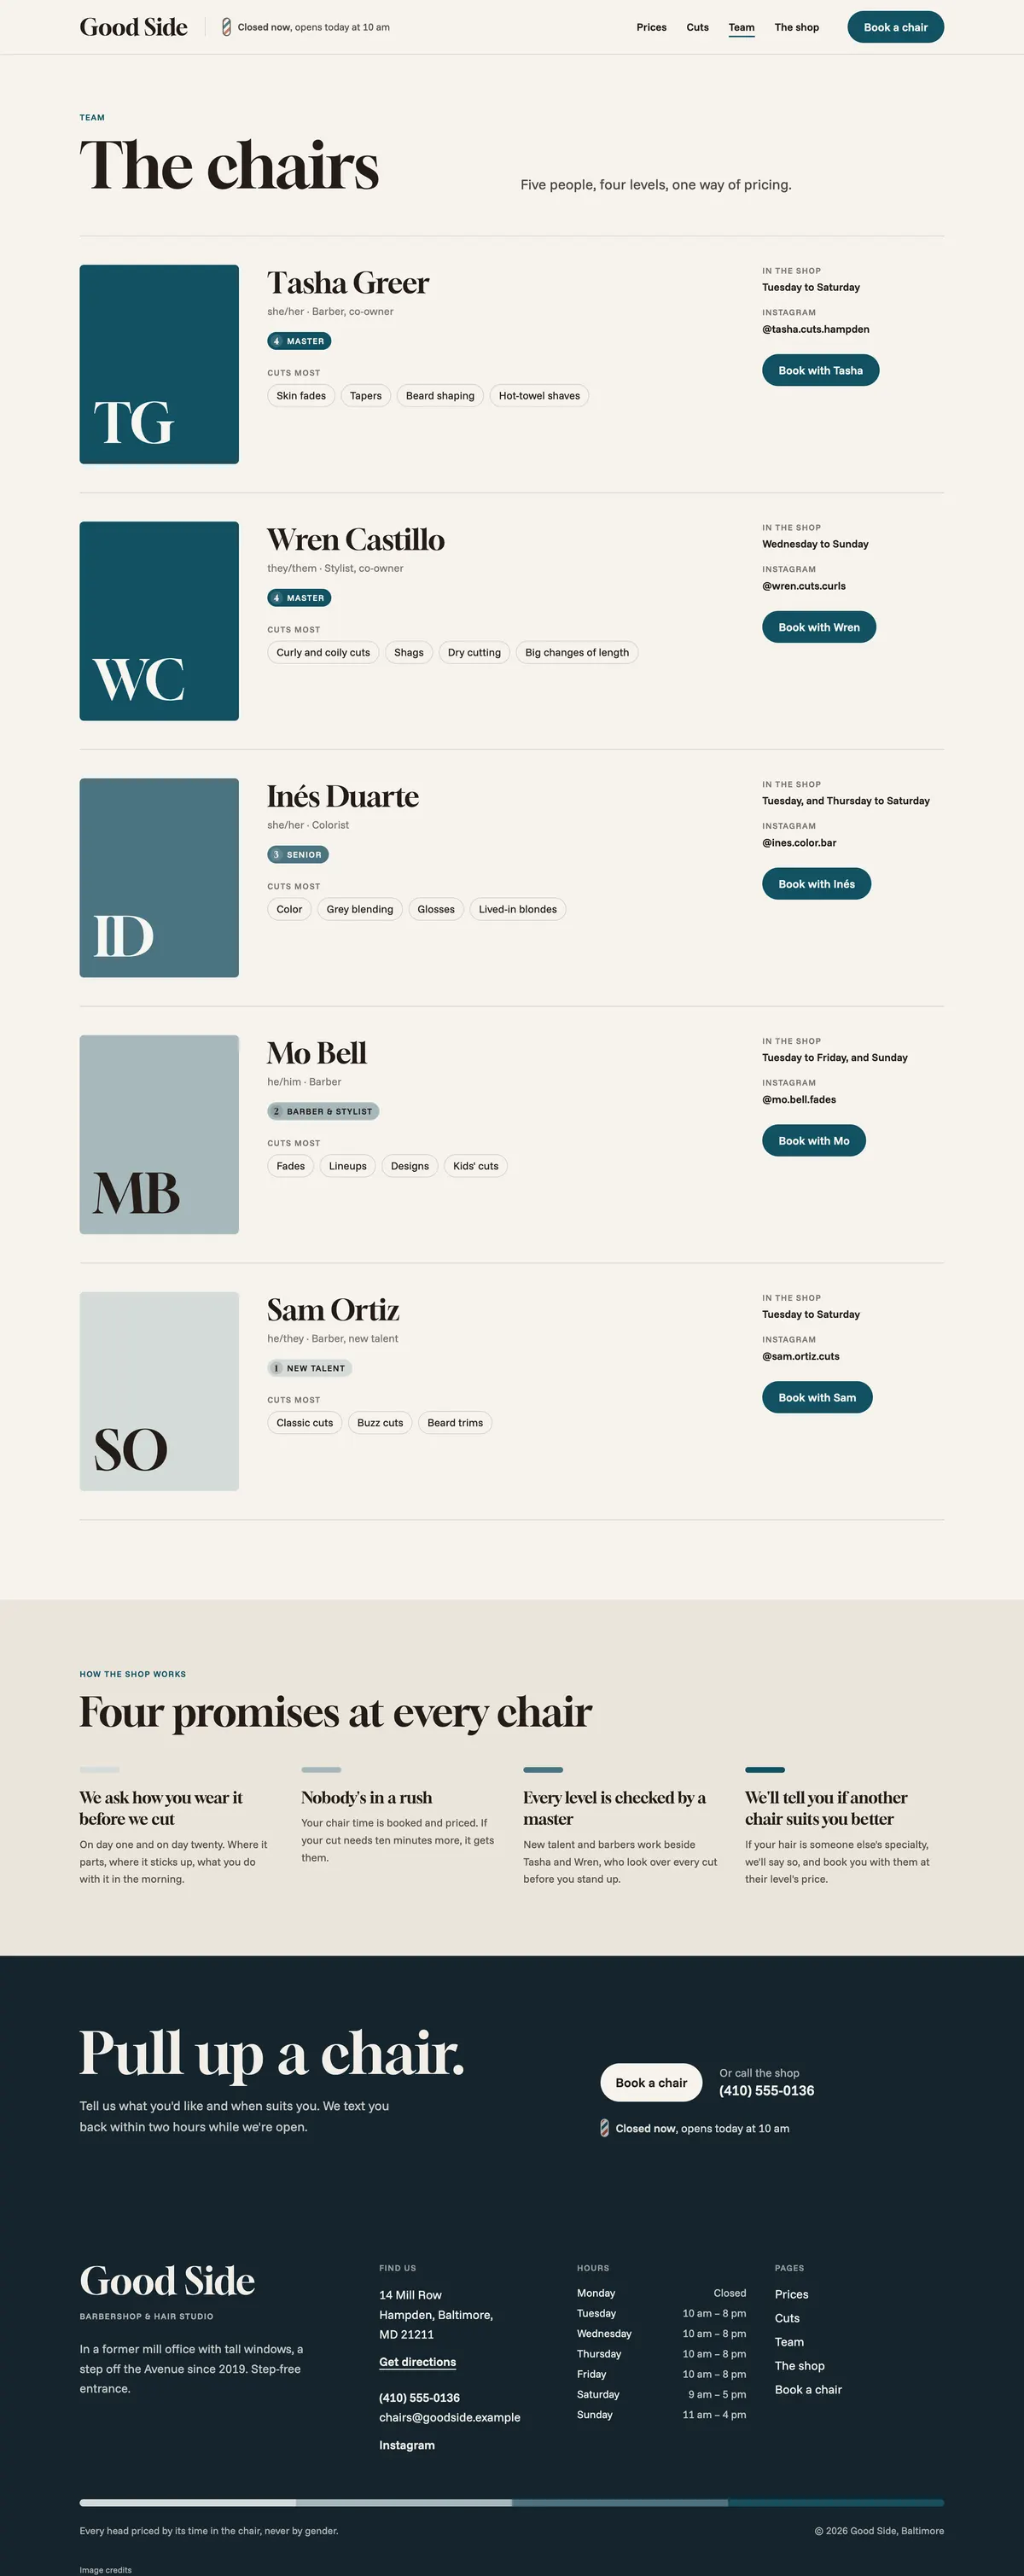 Good Side
Closed now, opens today at 10 am
Prices
Cuts
Team
The shop
Book a chair
TEAM
The chairs
Five people, four levels, one way of pricing.
TG
Tasha Greer
she/her · Barber, co-owner
4 MASTER
CUTS MOST
Skin fades
Tapers
Beard shaping
Hot-towel shaves
IN THE SHOP
Tuesday to Saturday
INSTAGRAM
@tasha.cuts.hampden
Book with Tasha
WC
Wren Castillo
they/them · Stylist, co-owner
4 MASTER
CUTS MOST
Curly and coily cuts
Shags
Dry cutting
Big changes of length
IN THE SHOP
Wednesday to Sunday
INSTAGRAM
@wren.cuts.curls
Book with Wren
ID
Inés Duarte
she/her · Colorist
3 SENIOR
CUTS MOST
Color
Grey blending
Glosses
Lived-in blondes
IN THE SHOP
Tuesday, and Thursday to Saturday
INSTAGRAM
@ines.color.bar
Book with Inés
MB
Mo Bell
he/him · Barber
2 BARBER & STYLIST
CUTS MOST
Fades
Lineups
Designs
Kids' cuts
IN THE SHOP
Tuesday to Friday, and Sunday
INSTAGRAM
@mo.bell.fades
Book with Mo
SO
Sam Ortiz
he/they · Barber, new talent
1 NEW TALENT
CUTS MOST
Classic cuts
Buzz cuts
Beard trims
IN THE SHOP
Tuesday to Saturday
INSTAGRAM
@sam.ortiz.cuts
Book with Sam
HOW THE SHOP WORKS
Four promises at every chair
We ask how you wear it
before we cut
On day one and on day twenty. Where it
parts, where it sticks up, what you do
with it in the morning.
Nobody's in a rush
Your chair time is booked and priced. If
your cut needs ten minutes more, it gets
them.
Every level is checked by a
master
New talent and barbers work beside
Tasha and Wren, who look over every cut
before you stand up.
We'll tell you if another
chair suits you better
If your hair is someone else's specialty,
we'll say so, and book you with them at
their level's price.
Pull up a chair.
Tell us what you'd like and when suits you. We text you
back within two hours while we're open.
Book a chair
Or call the shop
(410) 555-0136
Closed now, opens today at 10 am
Good Side
BARBERSHOP & HAIR STUDIO
In a former mill office with tall windows, a
step off the Avenue since 2019. Step-free
entrance.
FIND US
14 Mill Row
Hampden, Baltimore,
MD 21211
Get directions
(410) 555-0136
chairs@goodside.example
Instagram
HOURS
Monday Closed
Tuesday 10 am – 8 pm
Wednesday 10 am – 8 pm
Thursday 10 am – 8 pm
Friday 10 am – 8 pm
Saturday 9 am – 5 pm
Sunday 11 am – 4 pm
PAGES
Prices
Cuts
Team
The shop
Book a chair
Every head priced by its time in the chair, never by gender.
© 2026 Good Side, Baltimore
Image credits